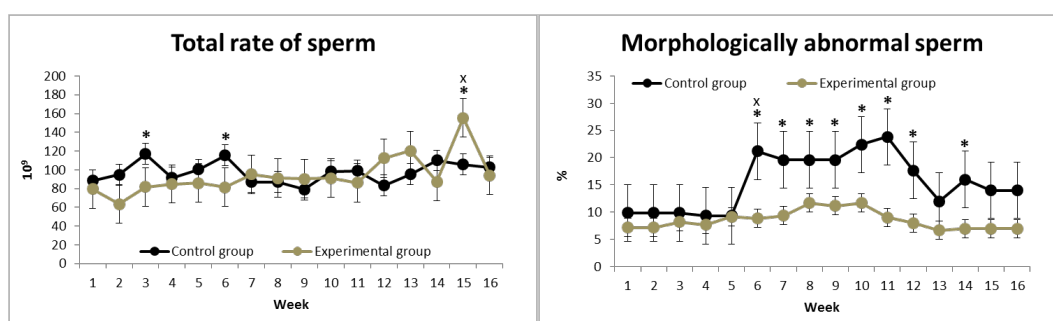 Total rate of sperm
200
180
160
140
120
100
80
60
40
20
0
10⁹
* * x *
Control group Experimental group
1 2 3 4 5 6 7 8 9 10 11 12 13 14 15 16
Week
Morphologically abnormal sperm
35
30
25
20
15
10
5
0
%
Control group Experimental group
x * * * * * * * *
1 2 3 4 5 6 7 8 9 10 11 12 13 14 15 16
Week